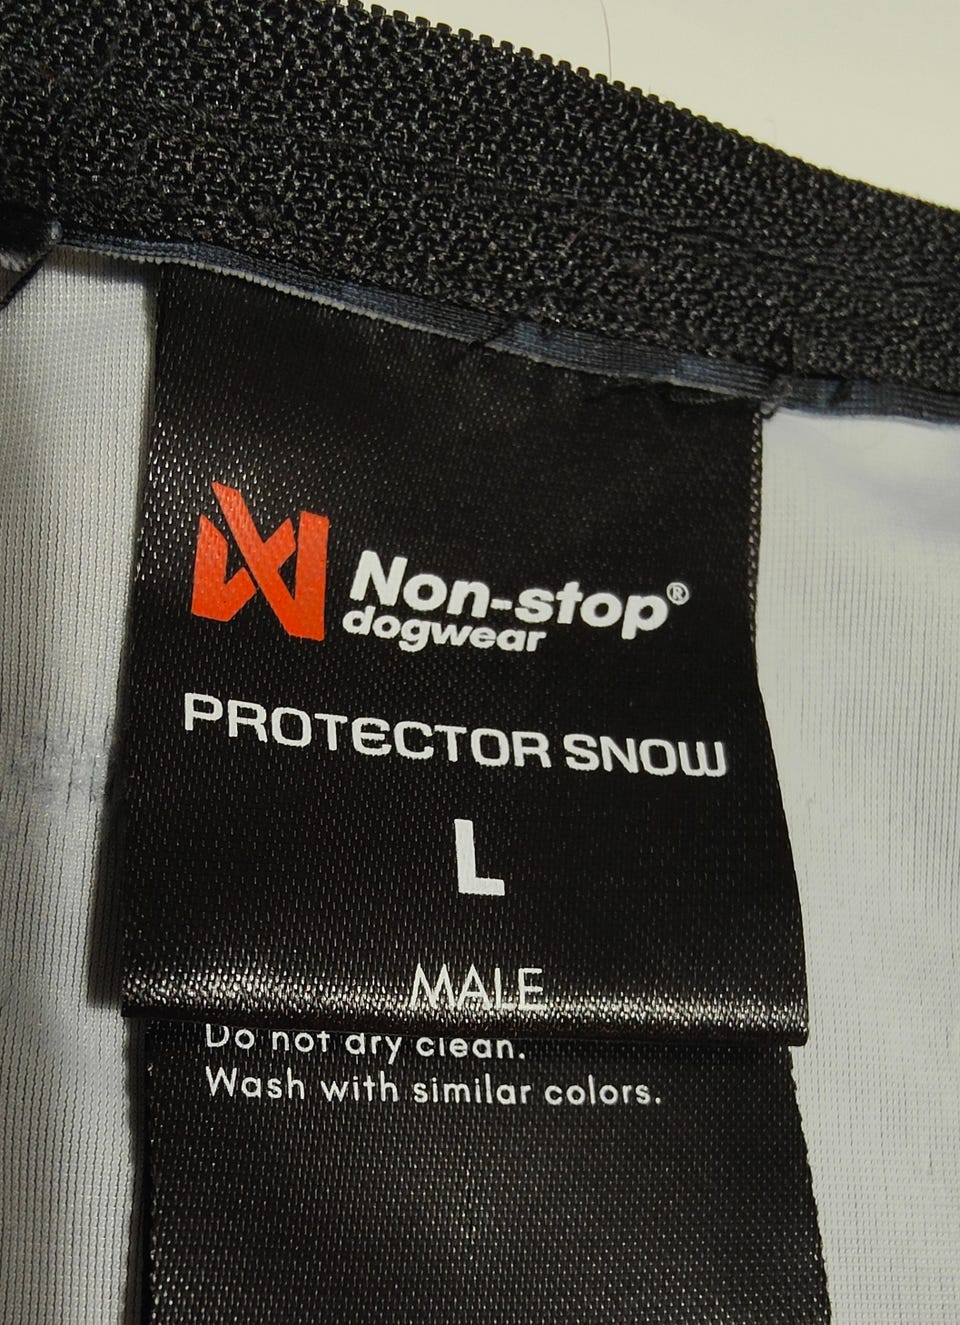 Non-stop®
dogwear
PROTECTOR SNOW
L
MALE
Do not dry clean.
Wash with similar colors.